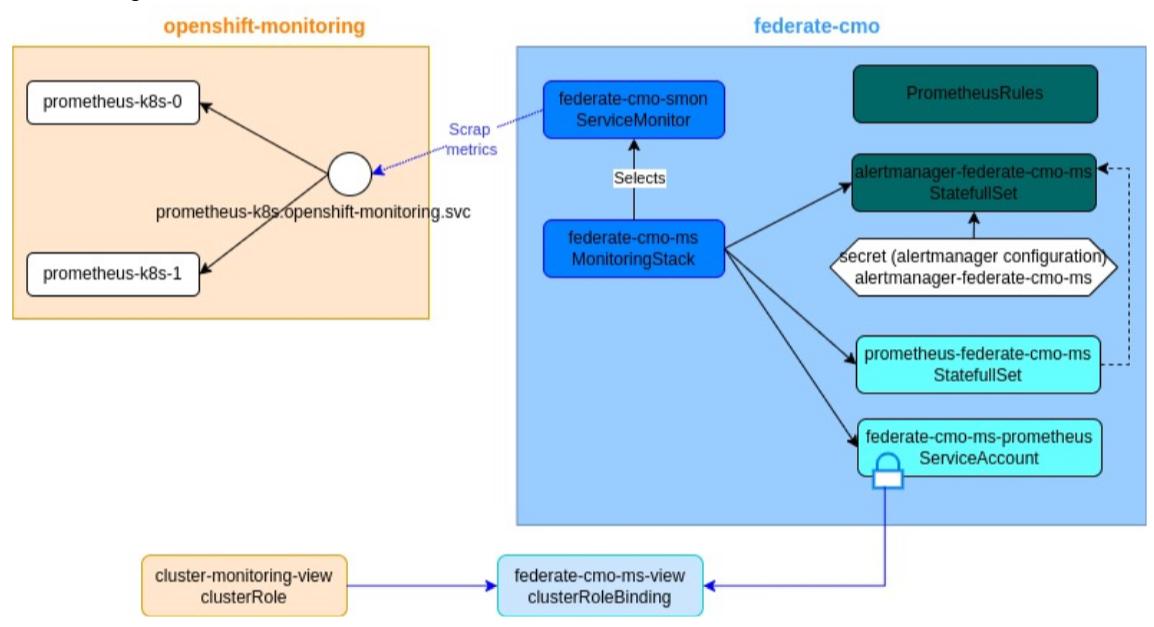 openshift-monitoring
prometheus-k8s-0
prometheus-k8s.openshift-monitoring.svc
prometheus-k8s-1
Scrap
metrics
federate-cmo
federate-cmo-smon
ServiceMonitor
Selects
federate-cmo-ms
MonitoringStack
PrometheusRules
alertmanager-federate-cmo-ms
StatefullSet
secret (alertmanager configuration)
alertmanager-federate-cmo-ms
prometheus-federate-cmo-ms
StatefullSet
federate-cmo-ms-prometheus
ServiceAccount
cluster-monitoring-view
clusterRole
federate-cmo-ms-view
clusterRoleBinding